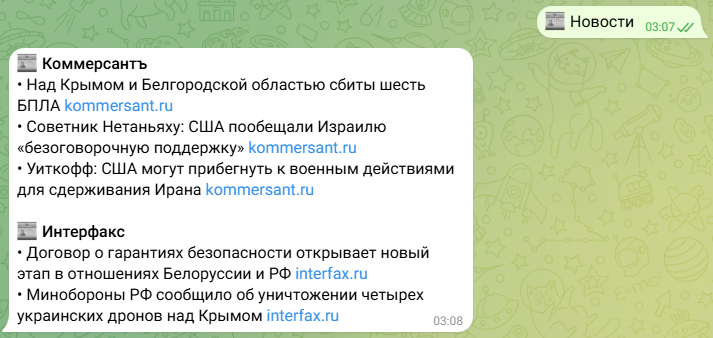 Новости 03:07
Коммерсантъ
• Над Крымом и Белгородской областью сбиты шесть
БПЛА kommersant.ru
• Советник Нетаньяху: США пообещали Израилю
«безоговорочную поддержку» kommersant.ru
• Уиткофф: США могут прибегнуть к военным действиями
для сдерживания Ирана kommersant.ru
Интерфакс
• Договор о гарантиях безопасности открывает новый
этап в отношениях Белоруссии и РФ interfax.ru
• Минобороны РФ сообщило об уничтожении четырех
украинских дронов над Крымом interfax.ru
03:08